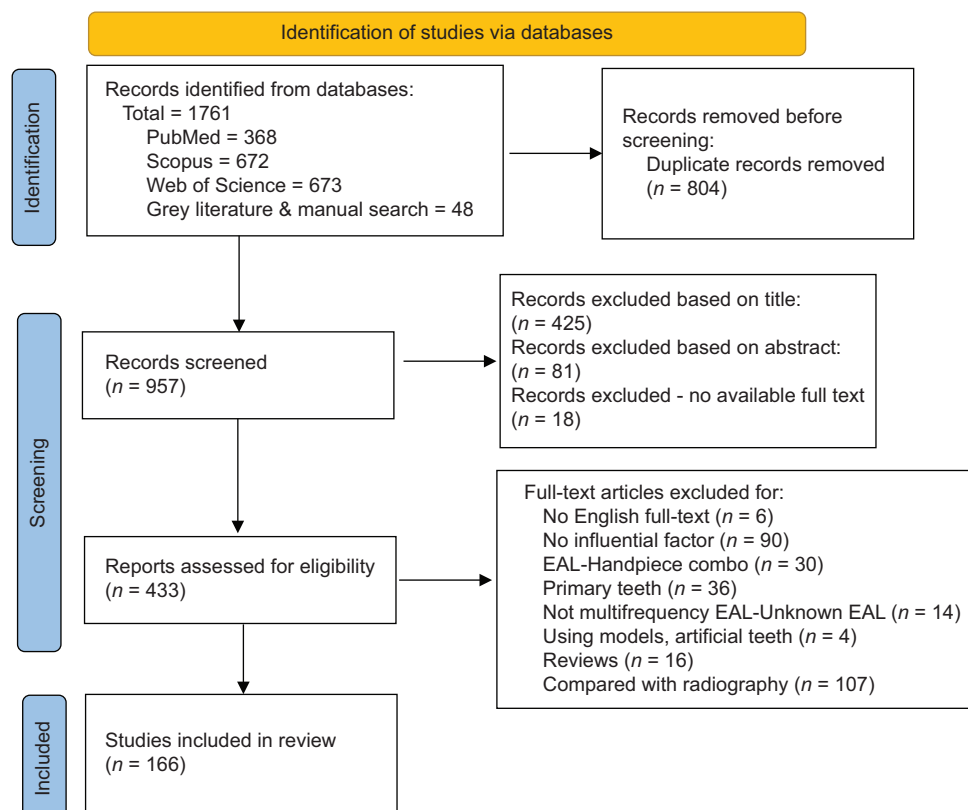 Identification of studies via databases
Identification
Records identified from databases:
Total = 1761
PubMed = 368
Scopus = 672
Web of Science = 673
Grey literature & manual search = 48
Records removed before
screening:
Duplicate records removed
(n = 804)
Screening
Records screened
(n = 957)
Records excluded based on title:
(n = 425)
Records excluded based on abstract:
(n = 81)
Records excluded - no available full text
(n = 18)
Reports assessed for eligibility
(n = 433)
Full-text articles excluded for:
No English full-text (n = 6)
No influential factor (n = 90)
EAL-Handpiece combo (n = 30)
Primary teeth (n = 36)
Not multifrequency EAL-Unknown EAL (n = 14)
Using models, artificial teeth (n = 4)
Reviews (n = 16)
Compared with radiography (n = 107)
Included
Studies included in review
(n = 166)